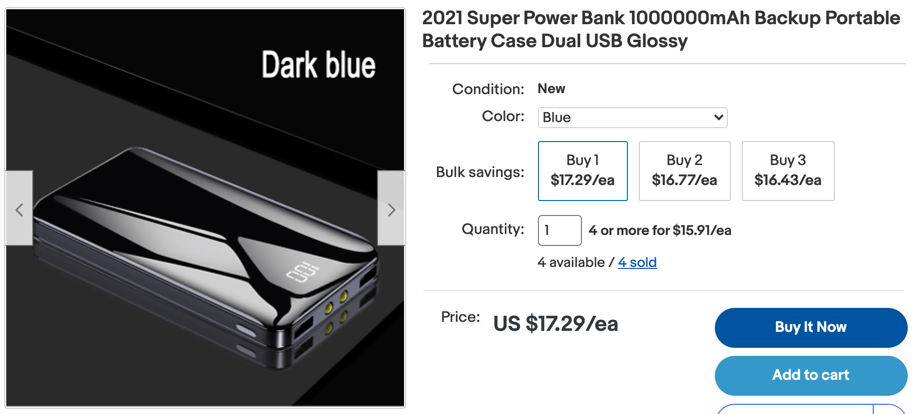 Dark blue
100
2021 Super Power Bank 1000000mAh Backup Portable
Battery Case Dual USB Glossy
Condition: New
Color: Blue
Bulk savings:
Buy 1 Buy 2 Buy 3
$17.29/ea $16.77/ea $16.43/ea
Quantity: 1 4 or more for $15.91/ea
4 available / 4 sold
Price: US $17.29/ea
Buy It Now
Add to cart